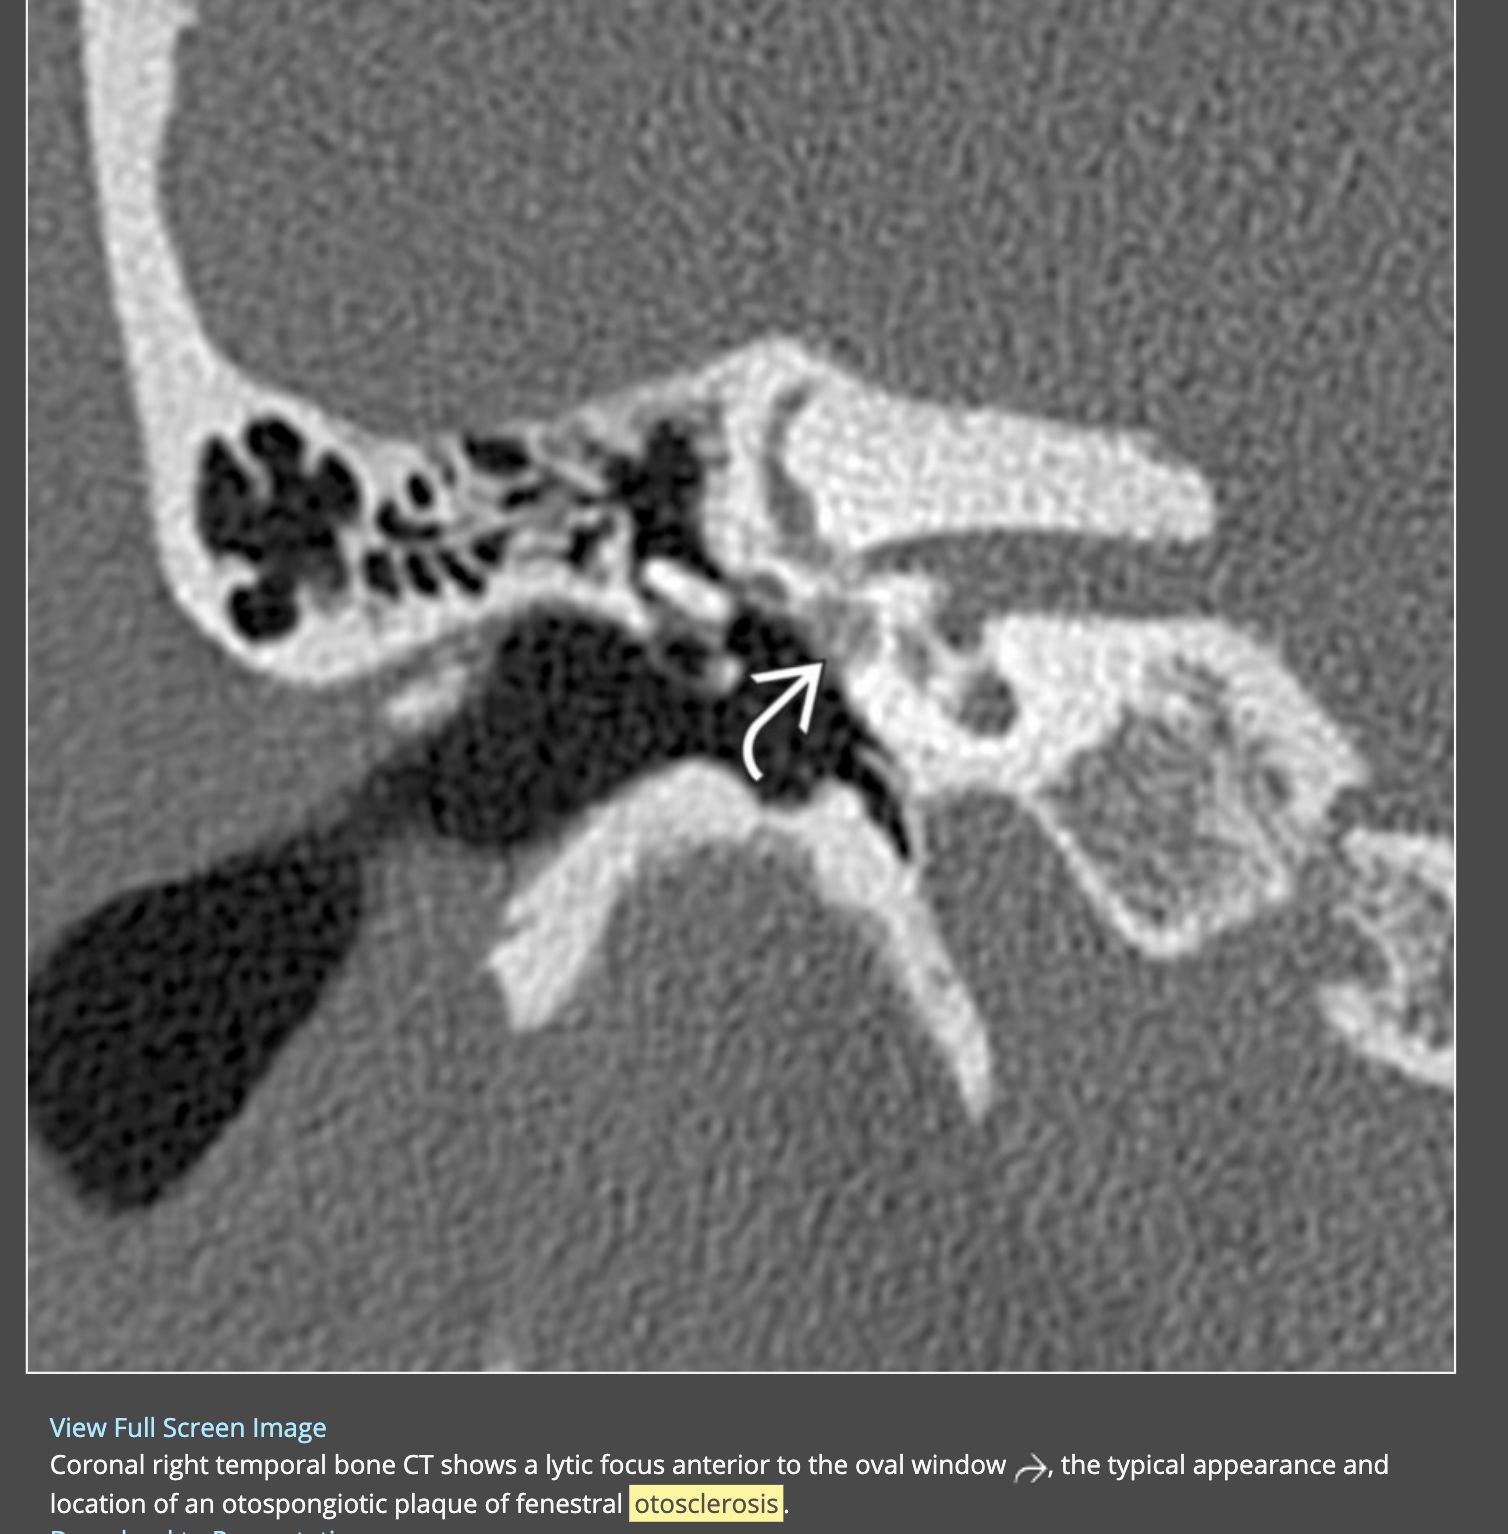 View Full Screen Image
Coronal right temporal bone CT shows a lytic focus anterior to the oval window , the typical appearance and
location of an otospongiotic plaque of fenestral otosclerosis.